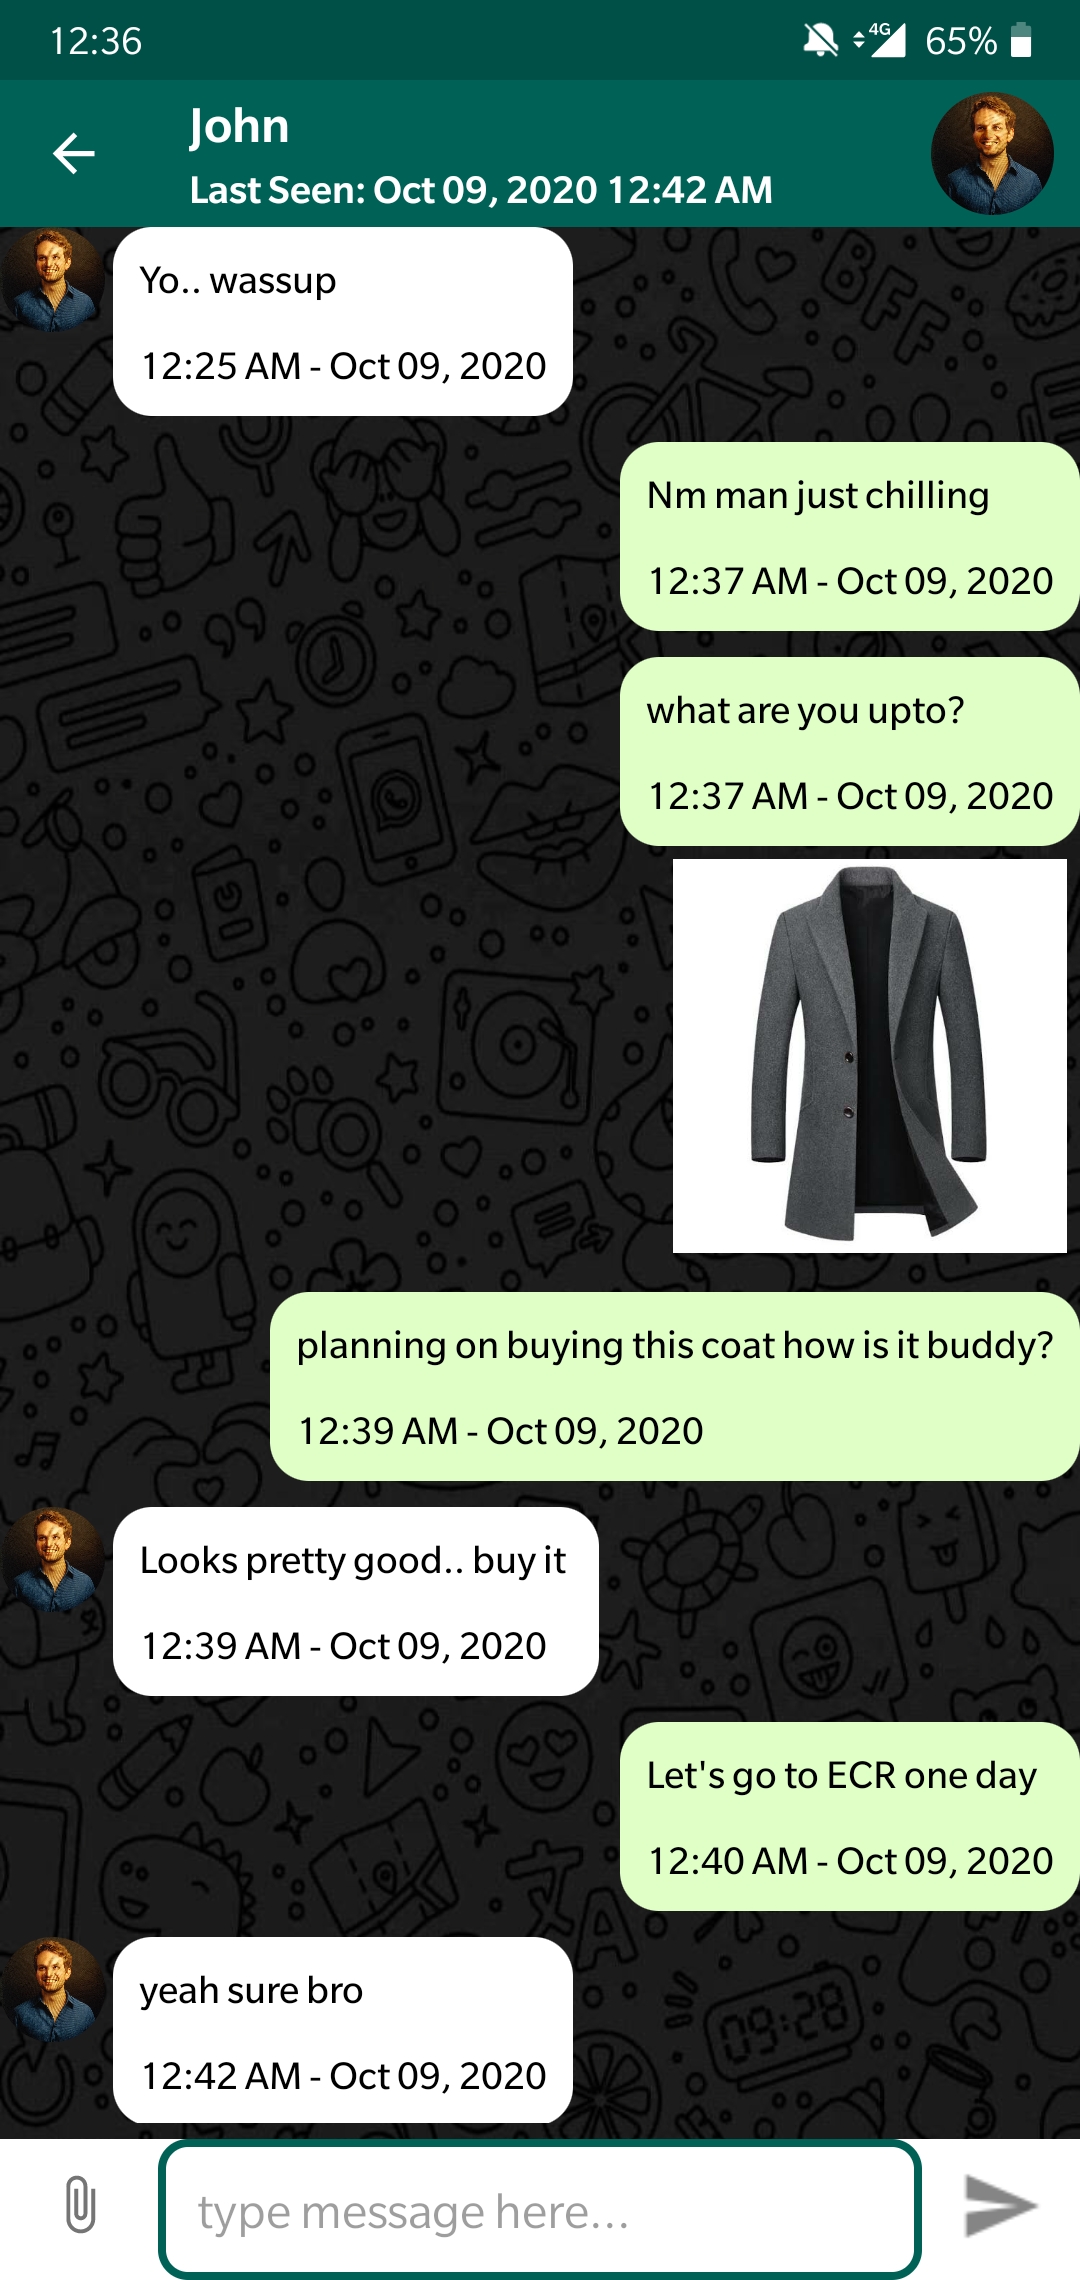 12:36
4G
65%
John
Last Seen: Oct 09, 2020 12:42 AM
Yo.. wassup
12:25 AM - Oct 09, 2020
Nm man just chilling
12:37 AM - Oct 09, 2020
what are you upto?
12:37 AM - Oct 09, 2020
planning on buying this coat how is it buddy?
12:39 AM - Oct 09, 2020
Looks pretty good.. buy it
12:39 AM - Oct 09, 2020
Let's go to ECR one day
12:40 AM - Oct 09, 2020
yeah sure bro
12:42 AM - Oct 09, 2020
BFF
09:28
type message here...